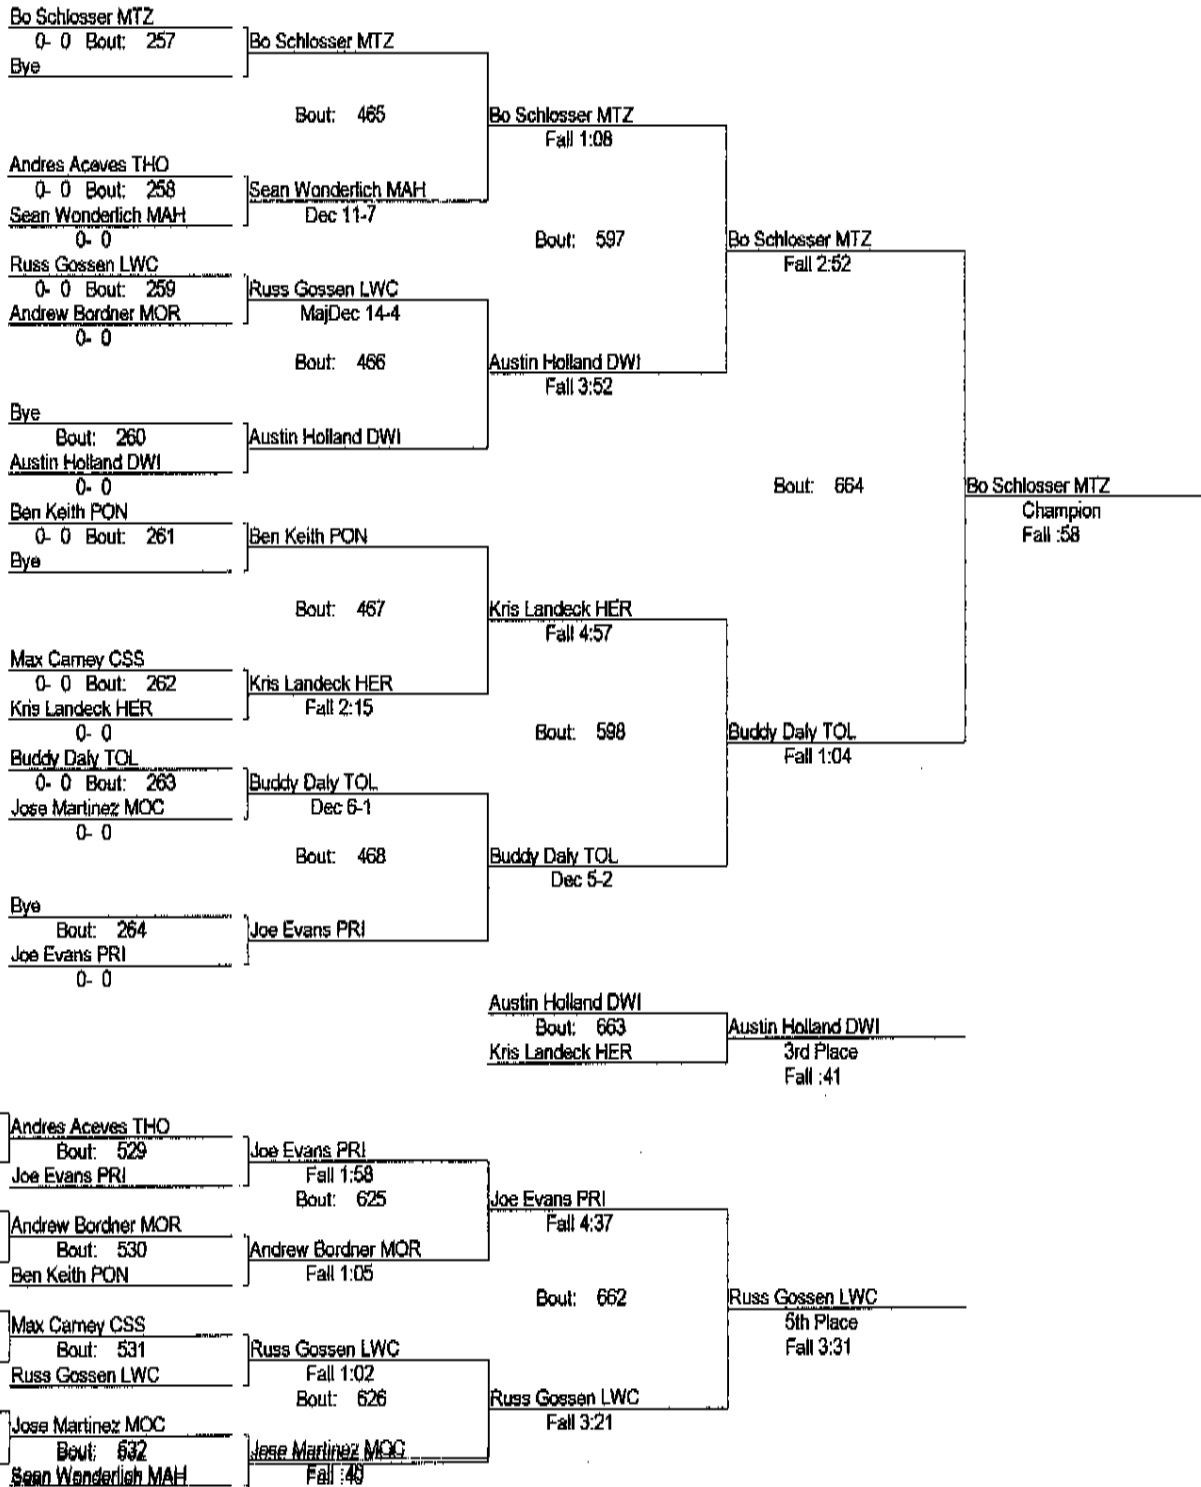 Bo Schlosser MTZ
0- 0 Bout: 257
Bo Schlosser MTZ
Bye
Bout: 465
Bo Schlosser MTZ
Fall 1:08
Andres Aceves THO
0- 0 Bout: 258
Sean Wonderlich MAH
Sean Wonderlich MAH
Dec 11-7
0- 0
Bout: 597
Bo Schlosser MTZ
Fall 2:52
Russ Gossen LWC
0- 0 Bout: 259
Russ Gossen LWC
Andrew Bordner MOR
MajDec 14-4
0- 0
Bout: 466
Austin Holland DWI
Fall 3:52
Bye
Bout: 260
Austin Holland DWI
Austin Holland DWI
0- 0
Bout: 664
Bo Schlosser MTZ
Champion
Fall :58
Ben Keith PON
0- 0 Bout: 261
Ben Keith PON
Bye
Bout: 467
Kris Landeck HER
Fall 4:57
Max Carney CSS
0- 0 Bout: 262
Kris Landeck HER
Kris Landeck HER
Fall 2:15
0- 0
Bout: 598
Buddy Daly TOL
Fall 1:04
Buddy Daly TOL
0- 0 Bout: 263
Buddy Daly TOL
Jose Martinez MOC
Dec 6-1
0- 0
Bout: 468
Buddy Daly TOL
Dec 5-2
Bye
Bout: 264
Joe Evans PRI
Joe Evans PRI
0- 0
Austin Holland DWI
Bout: 663
Austin Holland DWI
Kris Landeck HER
3rd Place
Fall :41
Andres Aceves THO
Bout: 529
Joe Evans PRI
Joe Evans PRI
Fall 1:58
Bout: 625
Joe Evans PRI
Fall 4:37
Andrew Bordner MOR
Bout: 530
Andrew Bordner MOR
Ben Keith PON
Fall 1:05
Bout: 662
Russ Gossen LWC
5th Place
Fall 3:31
Max Carney CSS
Bout: 531
Russ Gossen LWC
Russ Gossen LWC
Fall 1:02
Bout: 626
Russ Gossen LWC
Fall 3:21
Jose Martinez MOC
Bout: 532
Jose Martinez MOC
Sean Wonderlich MAH
Fall :40